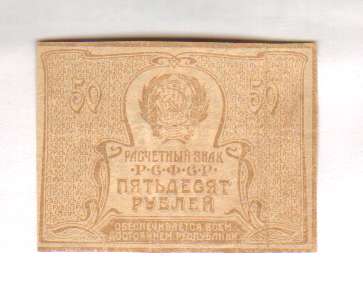 50 50
РАСЧЕТНЫЙ ЗНАК
Р·С·Ф·С·Р·
ПЯТЬДЕСЯТ
РУБЛЕЙ
ОБЕСПЕЧИВАЕТСЯ ВСЕМ
ДОСТОЯНИЕМ РЕСПУБЛИКИ